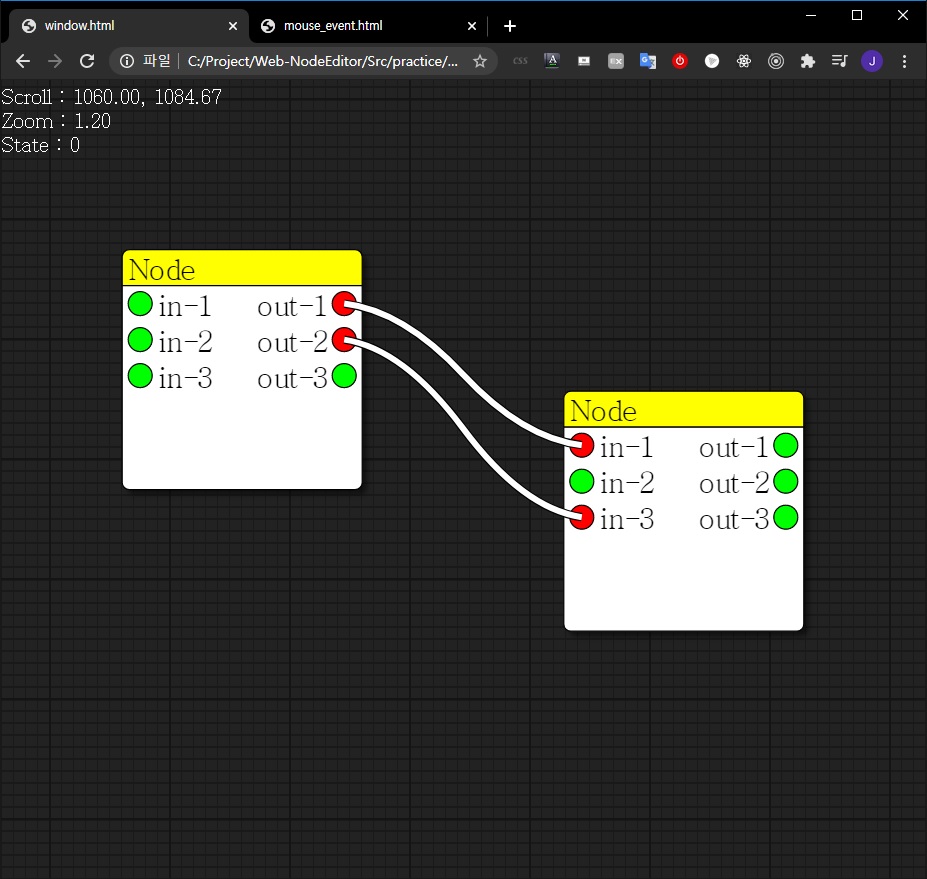 window.html
mouse_event.html
파일
C:/Project/Web-NodeEditor/Src/practice/...
css
A
EX
J
Scroll : 1060.00, 1084.67
Zoom : 1.20
State : 0
Node
in-1 out-1
in-2 out-2
in-3 out-3
Node
in-1 out-1
in-2 out-2
in-3 out-3